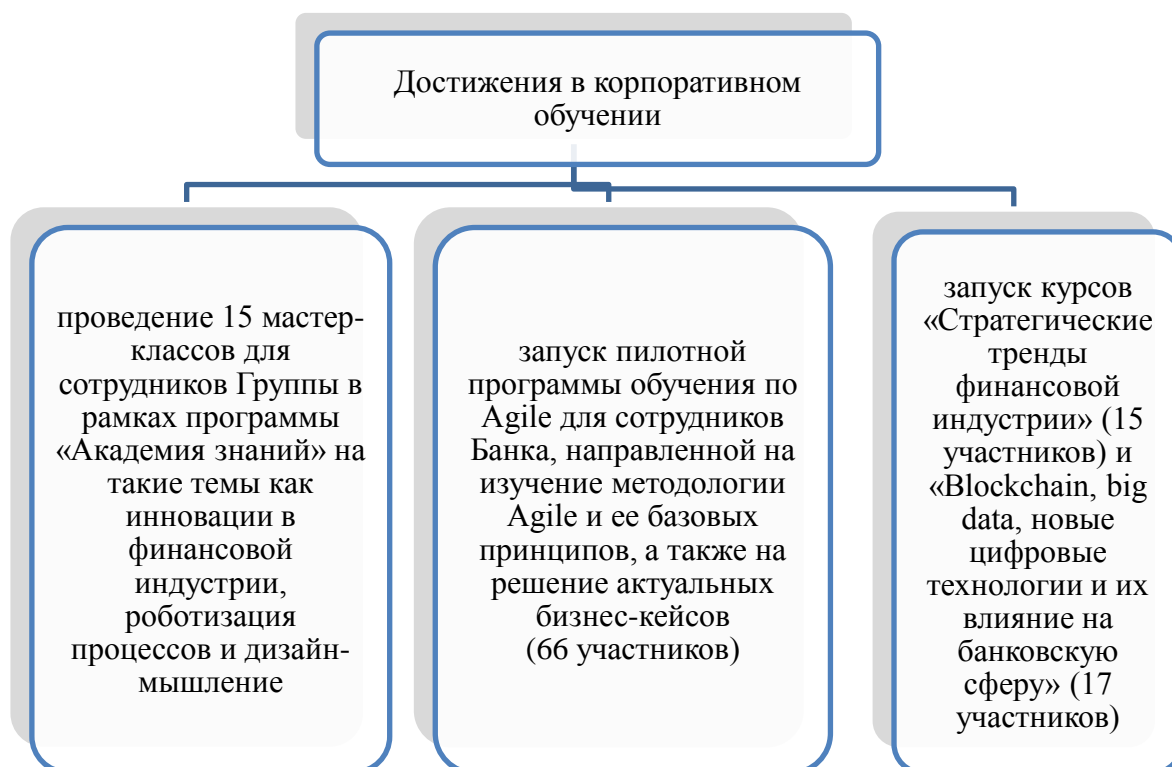 Достижения в корпоративном
обучении
проведение 15 мастер-
классов для
сотрудников Группы в
рамках программы
«Академия знаний» на
такие темы как
инновации в
финансовой
индустрии,
роботизация
процессов и дизайн-
мышление
запуск пилотной
программы обучения по
Agile для сотрудников
Банка, направленной на
изучение методологии
Agile и ее базовых
принципов, а также на
решение актуальных
бизнес-кейсов
(66 участников)
запуск курсов
«Стратегические
тренды
финансовой
индустрии» (15
участников) и
«Blockchain, big
data, новые
цифровые
технологии и их
влияние на
банковскую
сферу» (17
участников)